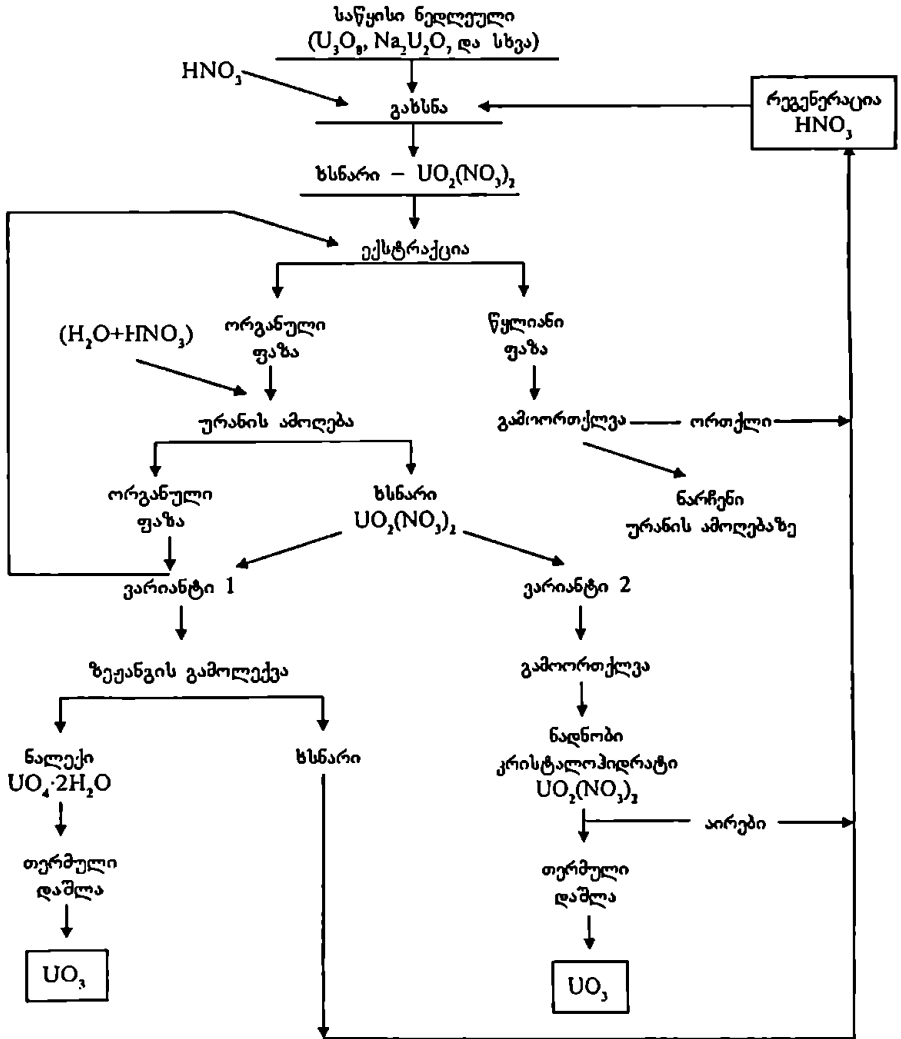 საწყისი ნედლეული
(U₃O₈, Na₂U₂O₇ და სხვა)
HNO₃
გახსნა
რეგენერაცია
HNO₃
ხსნარი – UO₂(NO₃)₂
ექსტრაქცია
(H₂O+HNO₃)
ორგანული
ფაზა
წყლიანი
ფაზა
ურანის ამოღება
გამოორთქლვა
ორთქლი
ორგანული
ფაზა
ხსნარი
UO₂(NO₃)₂
ნარჩენი
ურანის ამოღებაზე
ვარიანტი 1
ვარიანტი 2
ზეჟანგის გამოლექვა
გამოორთქლვა
ნალექი
UO₄·2H₂O
ხსნარი
ნადნობი
კრისტალოჰიდრატი
UO₂(NO₃)₂
აირები
თერმული
დაშლა
თერმული
დაშლა
UO₃
UO₃